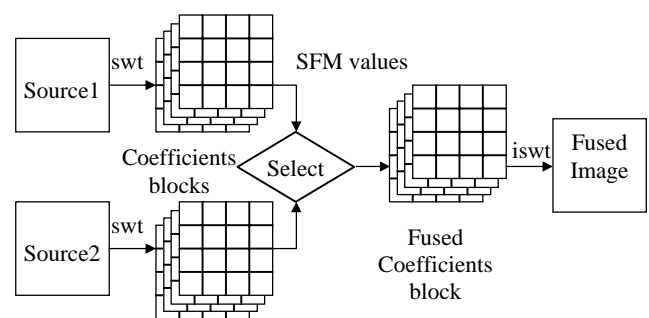 swt
SFM values
Source1
Coefficients
blocks
Select
iswt
Fused
Image
swt
Source2
Fused
Coefficients
block